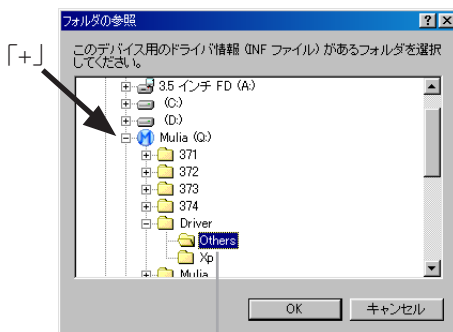 フォルダの参照
このデバイス用のドライバ情報 (INF ファイル) があるフォルダを選択
してください。
「+」
3.5 インチ FD (A:)
(C:)
(D:)
Mulia (Q:)
371
372
373
374
Driver
Others
Xp
Mulia
OK キャンセル